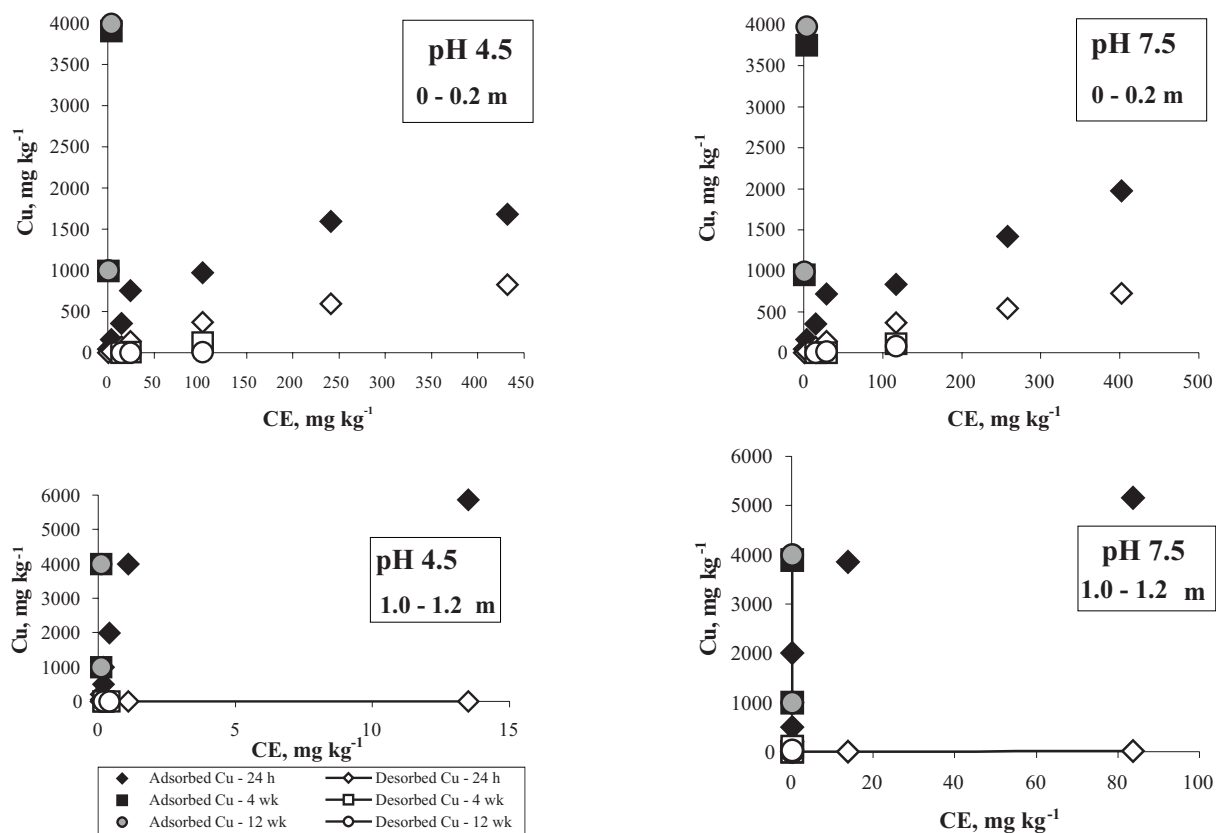 pH 4.5
0 - 0.2 m
Cu, mg kg-1
4000
3500
3000
2500
2000
1500
1000
500
0
0 50 100 150 200 250 300 350 400 450
CE, mg kg-1
pH 7.5
0 - 0.2 m
Cu, mg kg-1
4000
3500
3000
2500
2000
1500
1000
500
0
0 100 200 300 400 500
CE, mg kg-1
pH 4.5
1.0 - 1.2 m
Cu, mg kg-1
6000
5000
4000
3000
2000
1000
0
0 5 10 15
CE, mg kg-1
Adsorbed Cu - 24 h
Desorbed Cu - 24 h
Adsorbed Cu - 4 wk
Desorbed Cu - 4 wk
Adsorbed Cu - 12 wk
Desorbed Cu - 12 wk
pH 7.5
1.0 - 1.2 m
Cu, mg kg-1
6000
5000
4000
3000
2000
1000
0
0 20 40 60 80 100
CE, mg kg-1